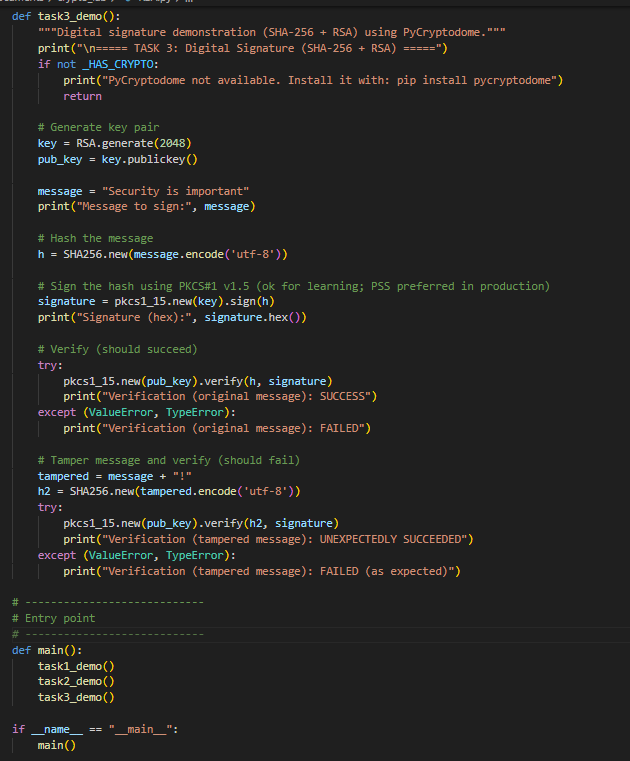 def task3_demo():
    """Digital signature demonstration (SHA-256 + RSA) using PyCryptodome."""
    print("\n===== TASK 3: Digital Signature (SHA-256 + RSA) =====")
    if not _HAS_CRYPTO:
        print("PyCryptodome not available. Install it with: pip install pycryptodome")
        return

    # Generate key pair
    key = RSA.generate(2048)
    pub_key = key.publickey()

    message = "Security is important"
    print("Message to sign:", message)

    # Hash the message
    h = SHA256.new(message.encode('utf-8'))

    # Sign the hash using PKCS#1 v1.5 (ok for learning; PSS preferred in production)
    signature = pkcs1_15.new(key).sign(h)
    print("Signature (hex):", signature.hex())

    # Verify (should succeed)
    try:
        pkcs1_15.new(pub_key).verify(h, signature)
        print("Verification (original message): SUCCESS")
    except (ValueError, TypeError):
        print("Verification (original message): FAILED")

    # Tamper message and verify (should fail)
    tampered = message + "!"
    h2 = SHA256.new(tampered.encode('utf-8'))
    try:
        pkcs1_15.new(pub_key).verify(h2, signature)
        print("Verification (tampered message): UNEXPECTEDLY SUCCEEDED")
    except (ValueError, TypeError):
        print("Verification (tampered message): FAILED (as expected)")

# ----------------------------
# Entry point
# ----------------------------
def main():
    task1_demo()
    task2_demo()
    task3_demo()

if __name__ == "__main__":
    main()